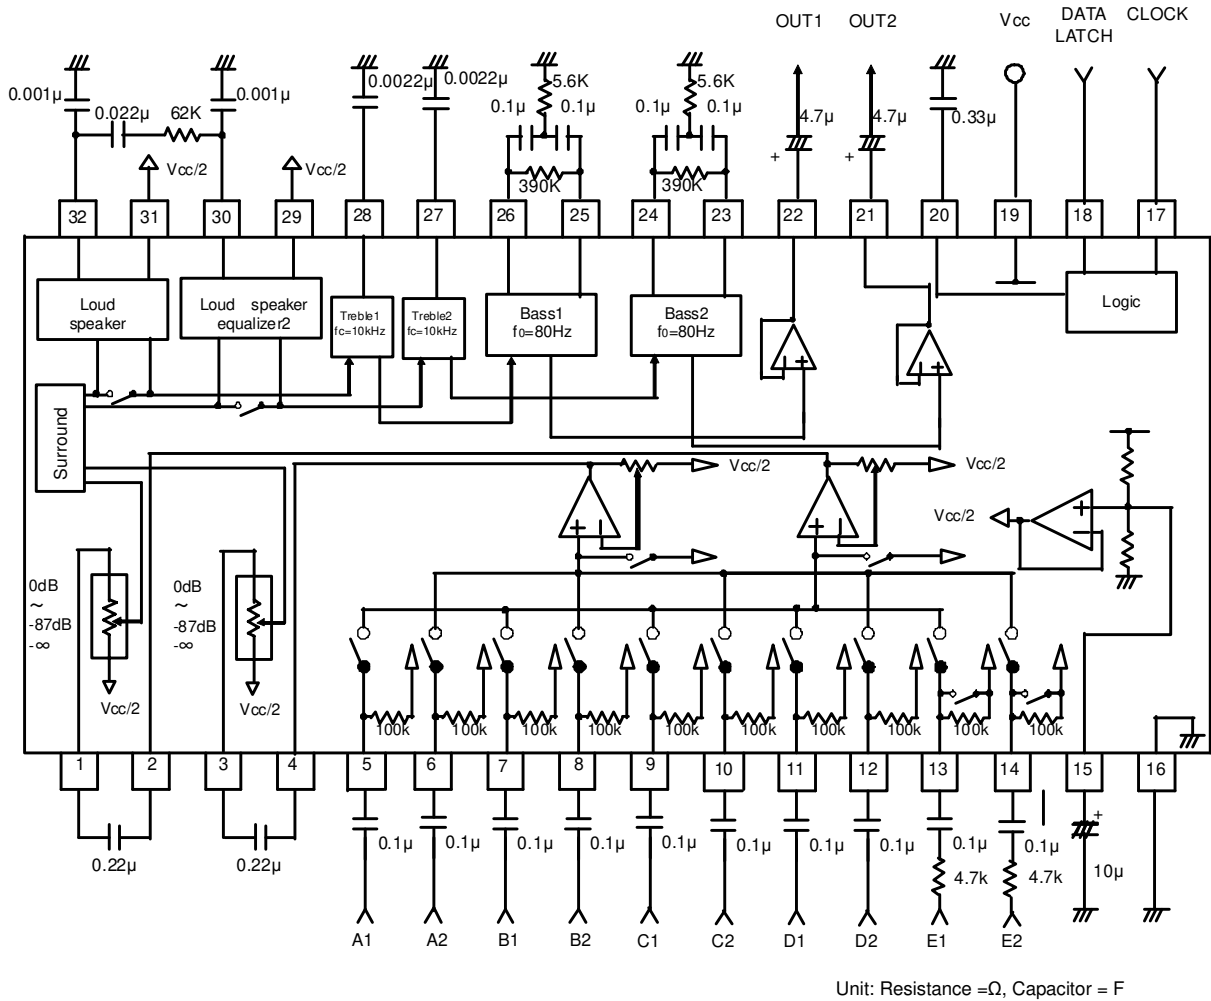 OUT1 OUT2 Vcc DATA CLOCK
LATCH
0.001μ 0.022μ 62K 0.001μ 0.0022μ 0.0022μ 5.6K 5.6K
0.1μ 0.1μ 0.1μ 0.1μ 4.7μ 4.7μ 0.33μ
+ +
Vcc/2 Vcc/2
390K 390K
32 31 30 29 28 27 26 25 24 23 22 21 20 19 18 17
Loud
speaker
Loud speaker
equalizer2
Treble1
fc=10kHz
Treble2
fc=10kHz
Bass1
f0=80Hz
Bass2
f0=80Hz
Logic
Surround
Vcc/2 Vcc/2
Vcc/2
0dB
~
-87dB
-∞
0dB
~
-87dB
-∞
Vcc/2 Vcc/2
100k 100k 100k 100k 100k 100k 100k 100k 100k 100k
1 2 3 4 5 6 7 8 9 10 11 12 13 14 15 16
0.22μ 0.22μ
0.1μ 0.1μ 0.1μ 0.1μ 0.1μ 0.1μ 0.1μ 0.1μ 0.1μ 0.1μ
+
4.7k 4.7k 10μ
A1 A2 B1 B2 C1 C2 D1 D2 E1 E2
Unit: Resistance =Ω, Capacitor = F